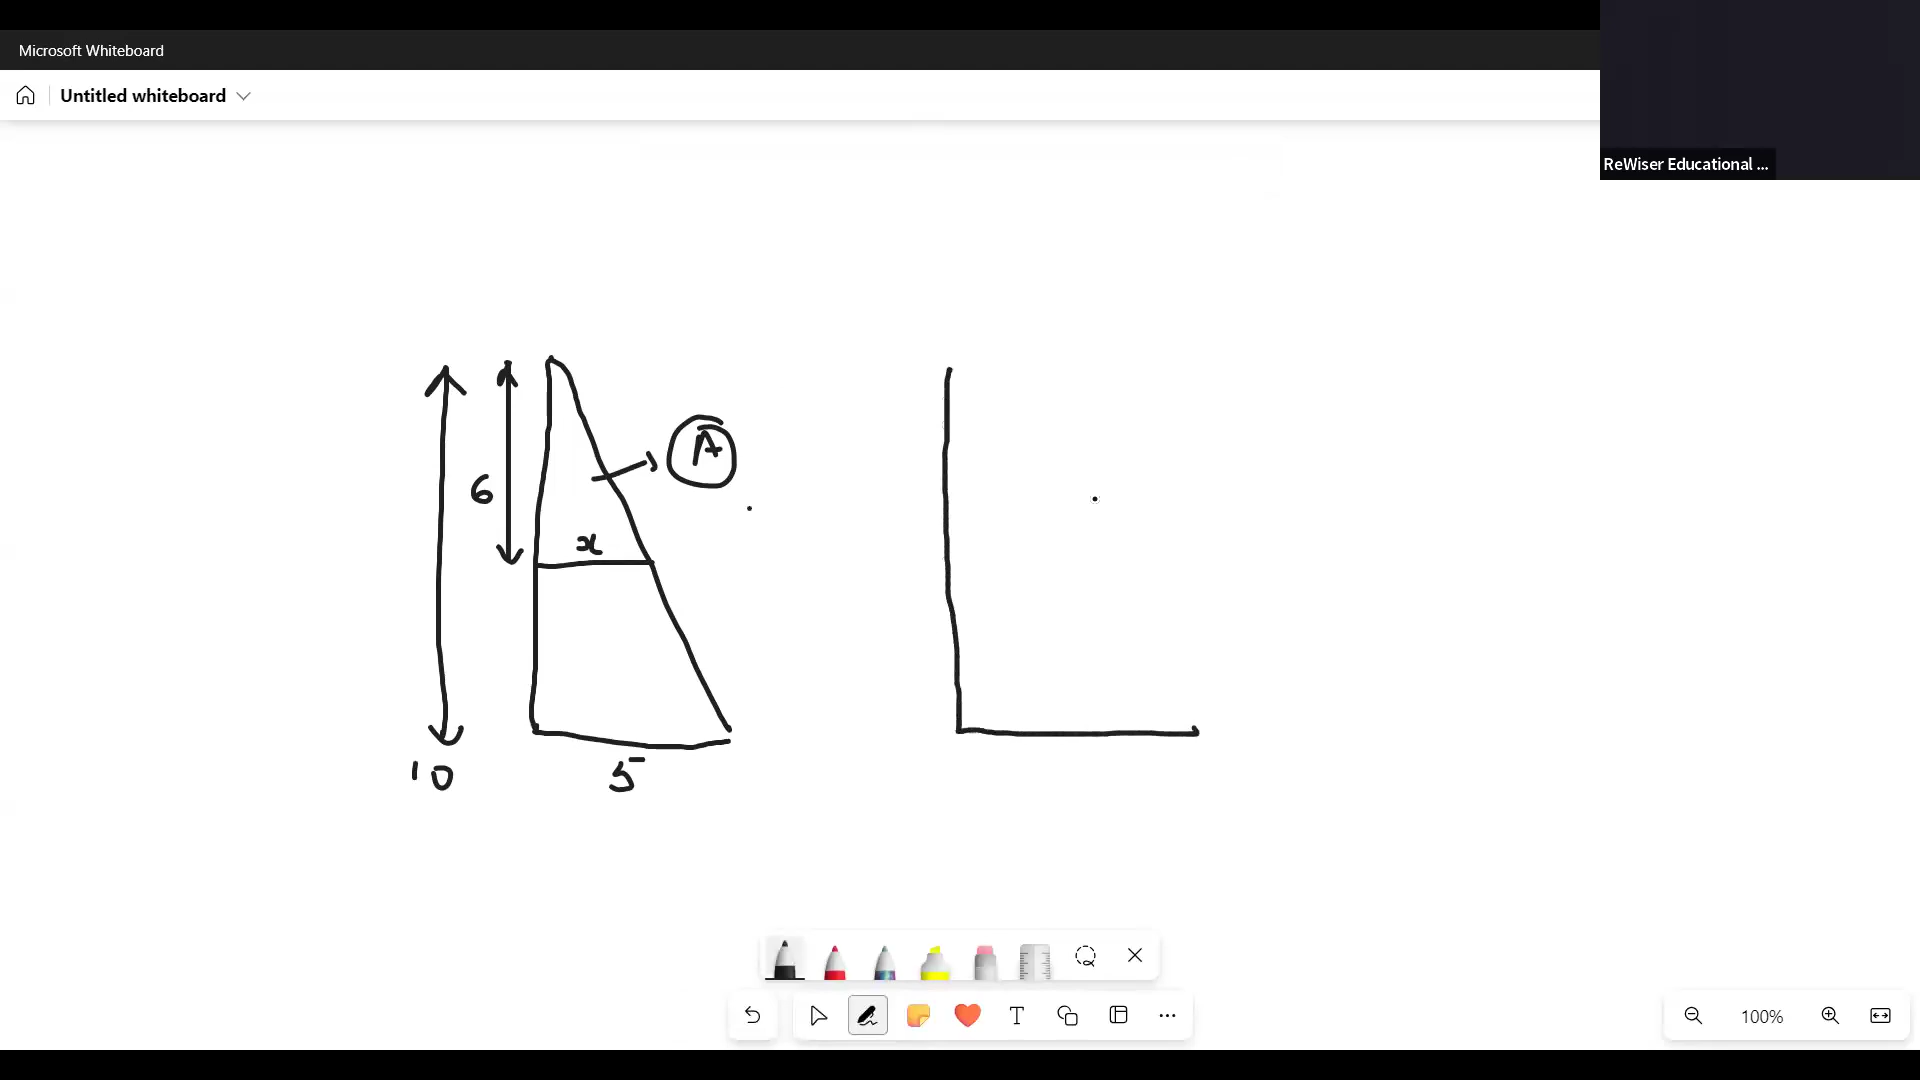 Microsoft Whiteboard
Untitled whiteboard
ReWiser Educational ...
A
6
x
10
5
T
100%